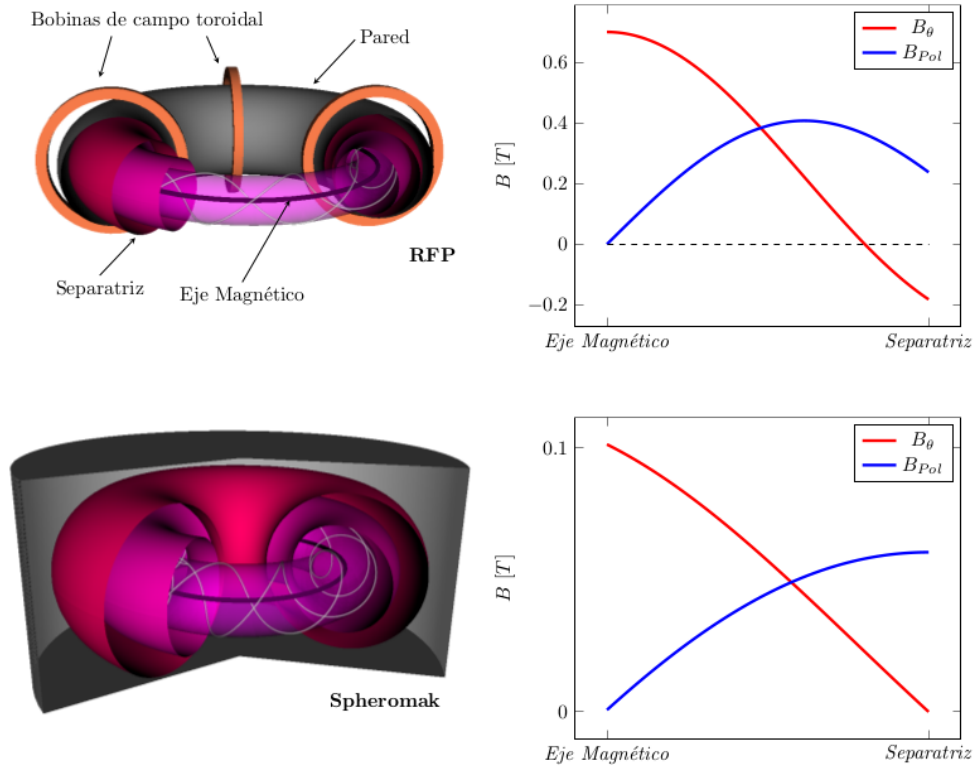 Bobinas de campo toroidal
Pared
Separatriz
Eje Magnético
RFP
B_θ
B_Pol
0.6
0.4
0.2
0
−0.2
B [T]
Eje Magnético
Separatriz
Spheromak
B_θ
B_Pol
0.1
0
B [T]
Eje Magnético
Separatriz